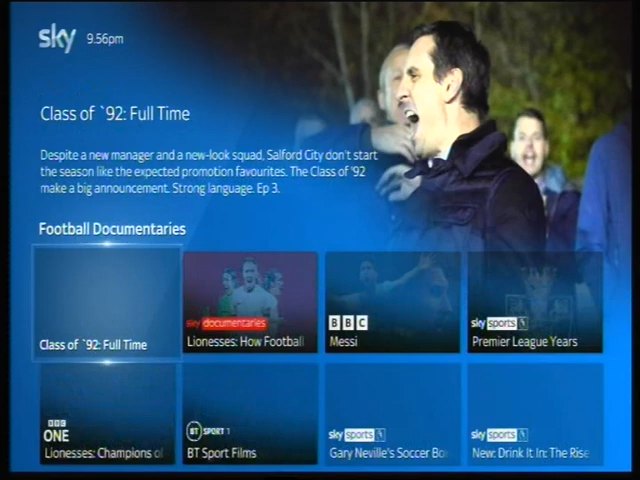 sky 9.56pm
Class of `92: Full Time
Despite a new manager and a new-look squad, Salford City don't start
the season like the expected promotion favourites. The Class of '92
make a big announcement. Strong language. Ep 3.
Football Documentaries
sky documentaries
BBC
sky sports
Class of `92: Full Time
Lionesses: How Football
Messi
Premier League Years
BBC
ONE
BT SPORT 1
sky sports
sky sports
Lionesses: Champions of
BT Sport Films
Gary Neville's Soccer Bo
New: Drink It In: The Rise